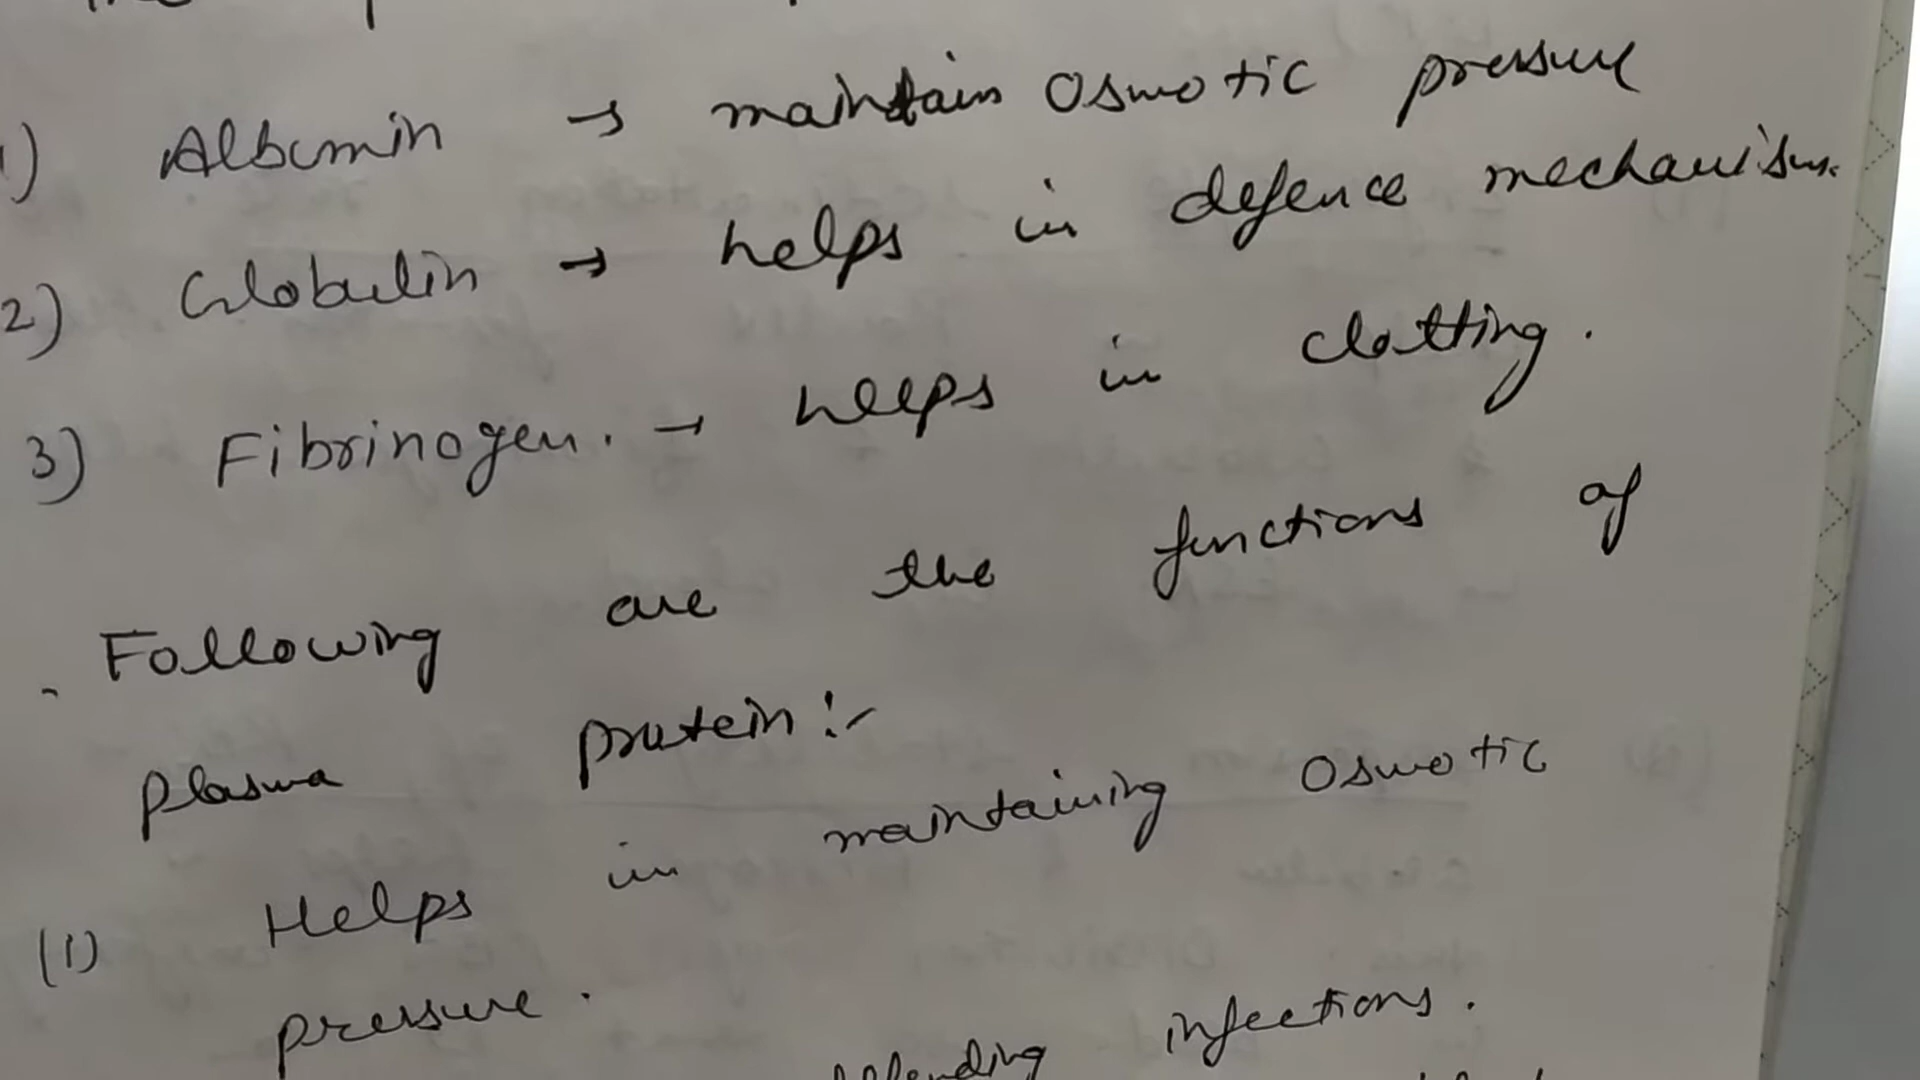 1) Albumin → maintain osmotic pressure
2) Globulin → helps in defence mechanism.
3) Fibrinogen. → helps in clotting.
Following are the functions of
plasma protein :-
(1) Helps in maintaining osmotic
pressure.
defending infections.